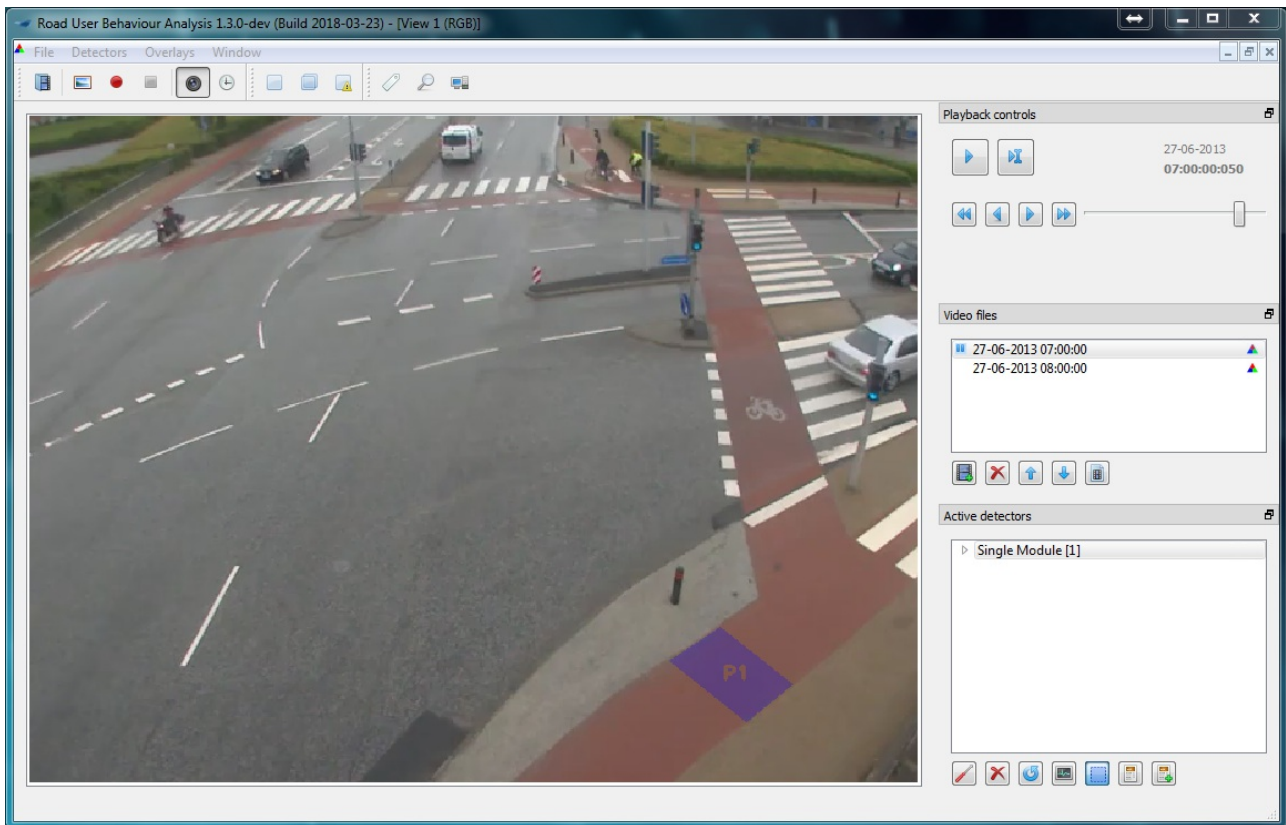 Road User Behaviour Analysis 1.3.0-dev (Build 2018-03-23) - [View 1 (RGB)]
File Detectors Overlays Window
Playback controls
27-06-2013
07:00:00:050
Video files
27-06-2013 07:00:00
27-06-2013 08:00:00
Active detectors
Single Module [1]
P1